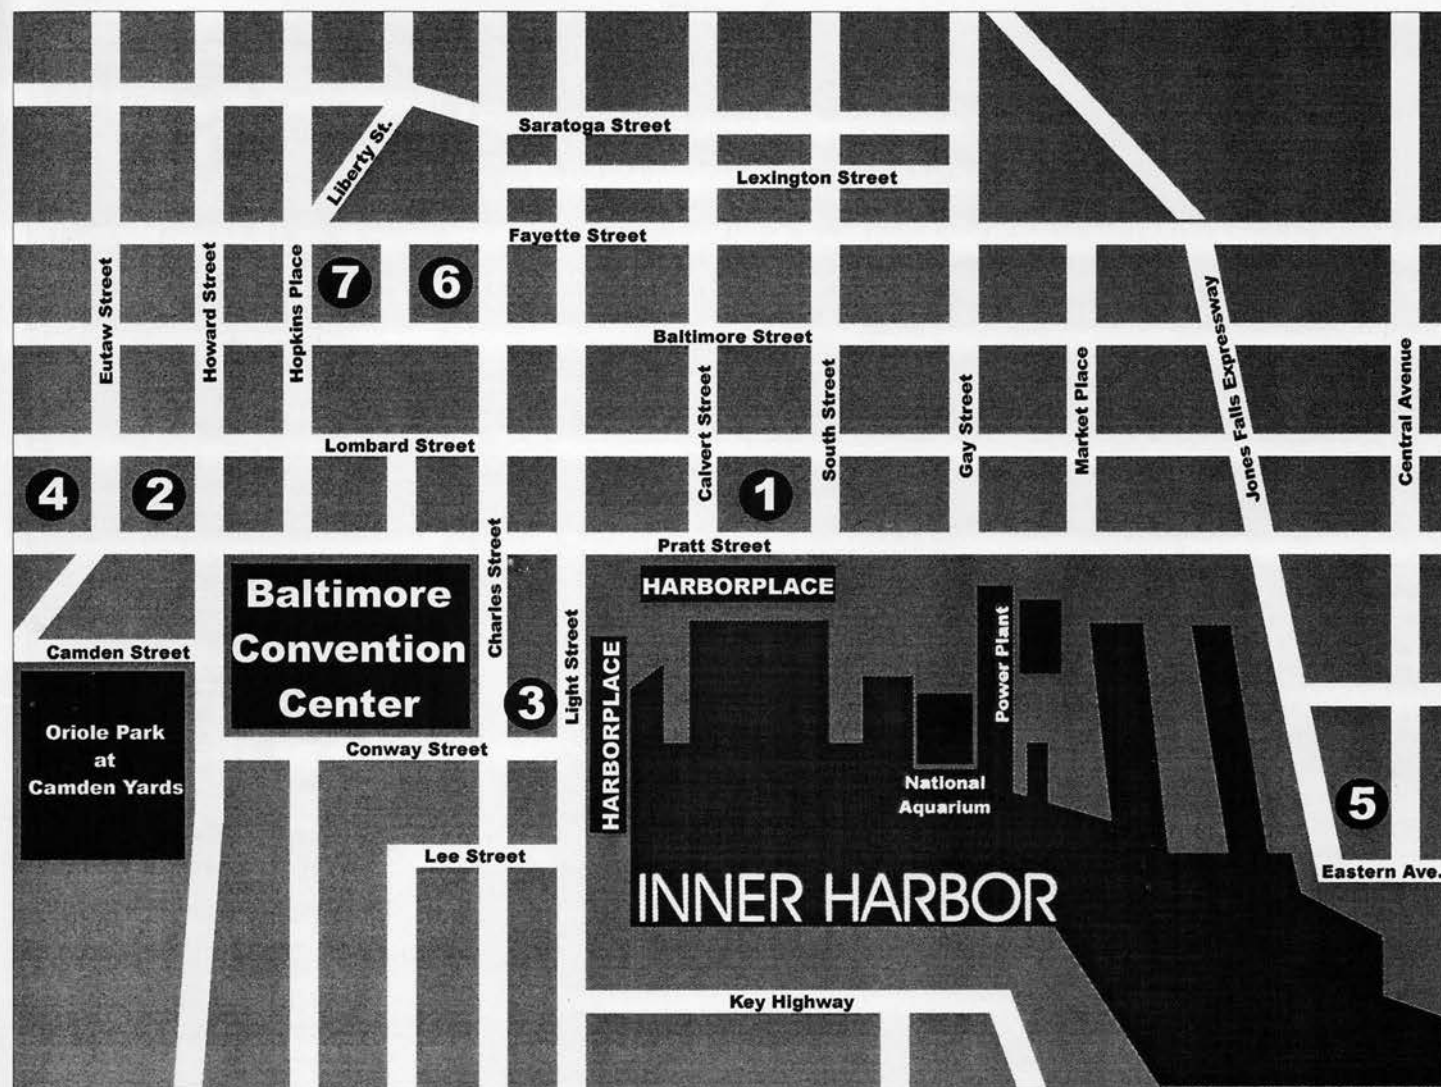 Saratoga Street
Liberty St.
Lexington Street
Fayette Street
Eutaw Street
Howard Street
Hopkins Place
7
6
Baltimore Street
Calvert Street
South Street
Gay Street
Market Place
Jones Falls Expressway
Central Avenue
Lombard Street
4
2
1
Pratt Street
Charles Street
Light Street
Baltimore
Convention
Center
HARBORPLACE
HARBORPLACE
Power Plant
Camden Street
3
Oriole Park
at
Camden Yards
Conway Street
National
Aquarium
5
Lee Street
Eastern Ave.
INNER HARBOR
Key Highway